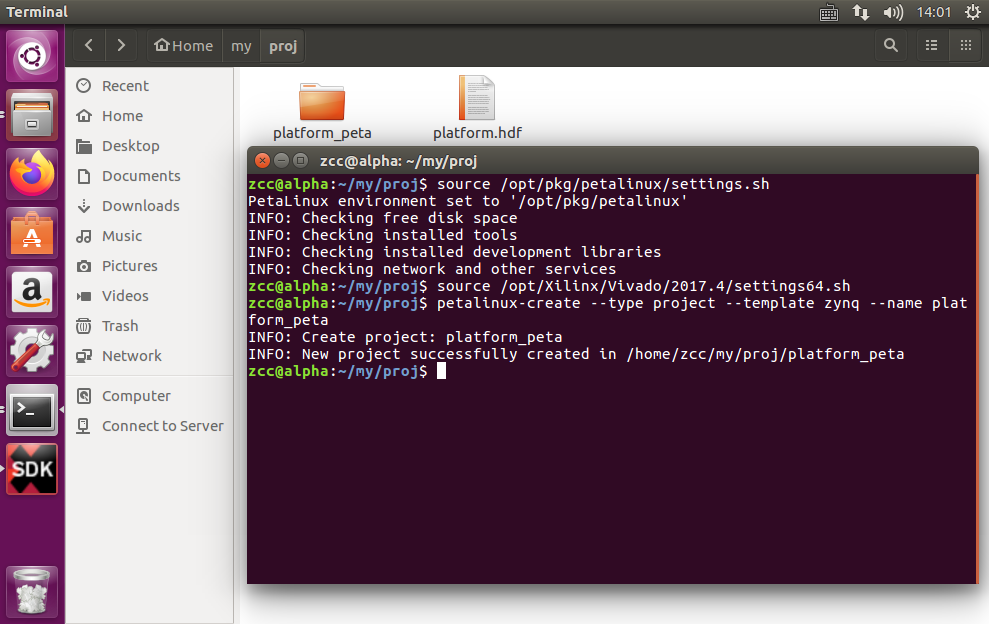 Terminal
14:01
Home
my
proj
Recent
Home
Desktop
Documents
Downloads
Music
Pictures
Videos
Trash
Network
Computer
Connect to Server
platform_peta
platform.hdf
zcc@alpha: ~/my/proj
zcc@alpha:~/my/proj$ source /opt/pkg/petalinux/settings.sh
PetaLinux environment set to '/opt/pkg/petalinux'
INFO: Checking free disk space
INFO: Checking installed tools
INFO: Checking installed development libraries
INFO: Checking network and other services
zcc@alpha:~/my/proj$ source /opt/Xilinx/Vivado/2017.4/settings64.sh
zcc@alpha:~/my/proj$ petalinux-create --type project --template zynq --name plat
form_peta
INFO: Create project: platform_peta
INFO: New project successfully created in /home/zcc/my/proj/platform_peta
zcc@alpha:~/my/proj$
A
a
>_
SDK